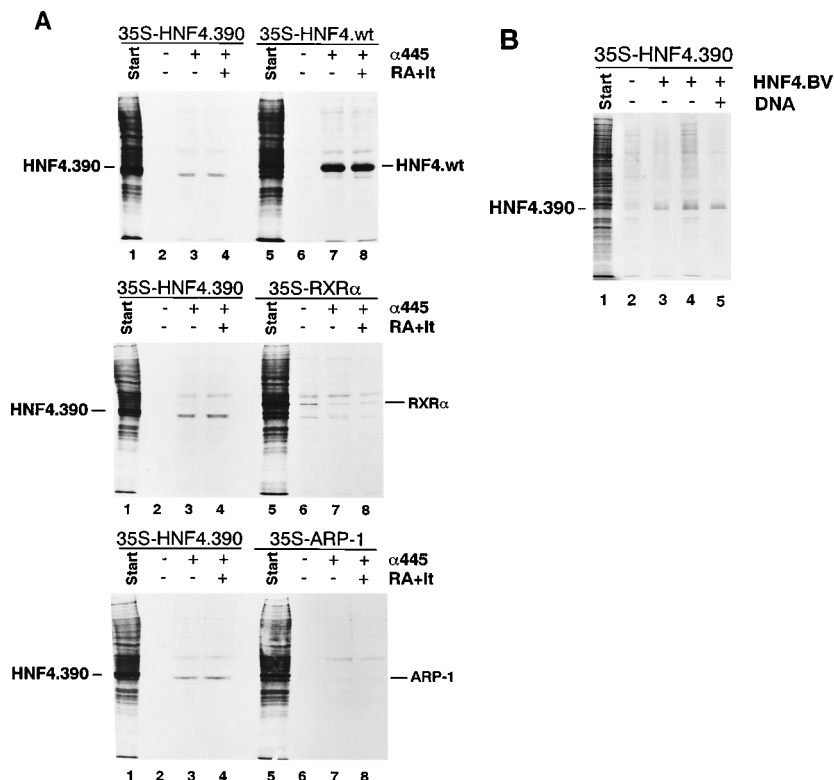 A
35S-HNF4.390 35S-HNF4.wt
Start - + + Start - + + α445
- - + - - + RA+lt
HNF4.390 HNF4.wt
1 2 3 4 5 6 7 8
35S-HNF4.390 35S-RXRα
Start - + + Start - + + α445
- - + - - + RA+lt
HNF4.390 RXRα
1 2 3 4 5 6 7 8
35S-HNF4.390 35S-ARP-1
Start - + + Start - + + α445
- - + - - + RA+lt
HNF4.390 ARP-1
1 2 3 4 5 6 7 8
B
35S-HNF4.390
Start - + + + HNF4.BV
- - - + DNA
HNF4.390
1 2 3 4 5